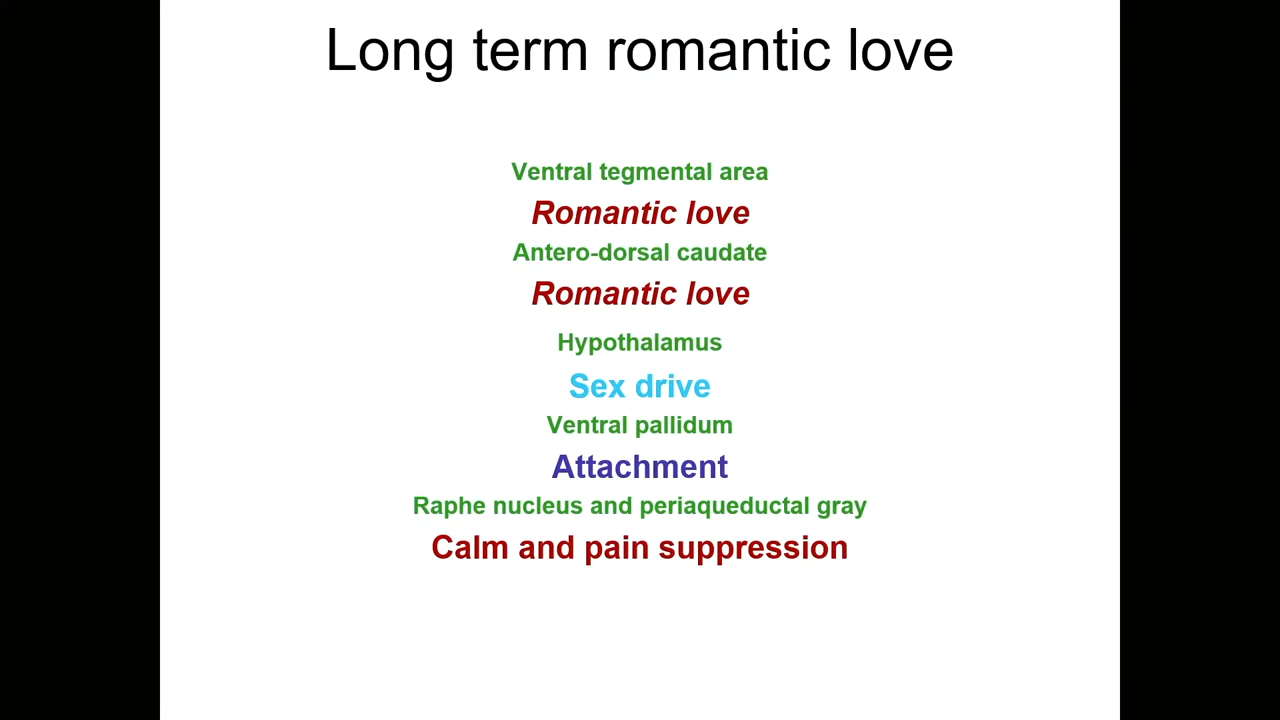 Long term romantic love
Ventral tegmental area
Romantic love
Antero-dorsal caudate
Romantic love
Hypothalamus
Sex drive
Ventral pallidum
Attachment
Raphe nucleus and periaqueductal gray
Calm and pain suppression